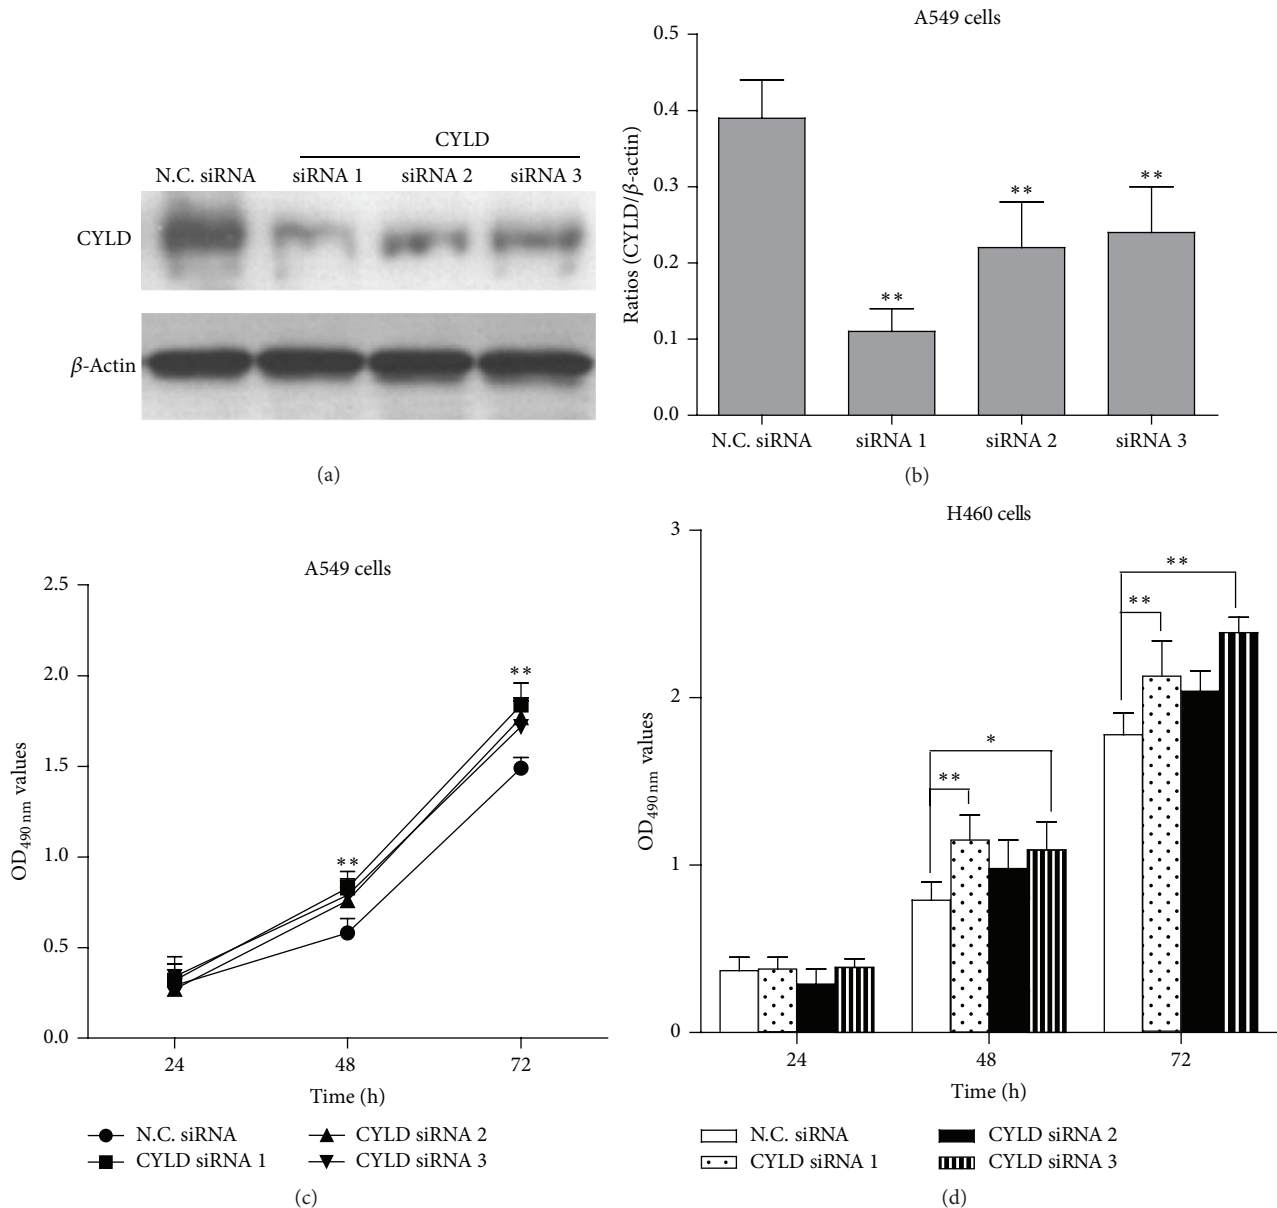 CYLD
N.C. siRNA siRNA 1 siRNA 2 siRNA 3
CYLD
β-Actin
(a)
A549 cells
Ratios (CYLD/β-actin)
0.5
0.4
0.3
0.2
0.1
0.0
** ** **
N.C. siRNA siRNA 1 siRNA 2 siRNA 3
(b)
A549 cells
OD490 nm values
2.5
2.0
1.5
1.0
0.5
0.0
**
**
24 48 72
Time (h)
N.C. siRNA
CYLD siRNA 1
CYLD siRNA 2
CYLD siRNA 3
(c)
H460 cells
OD490 nm values
3
2
1
0
**
*
**
**
24 48 72
Time (h)
N.C. siRNA
CYLD siRNA 1
CYLD siRNA 2
CYLD siRNA 3
(d)